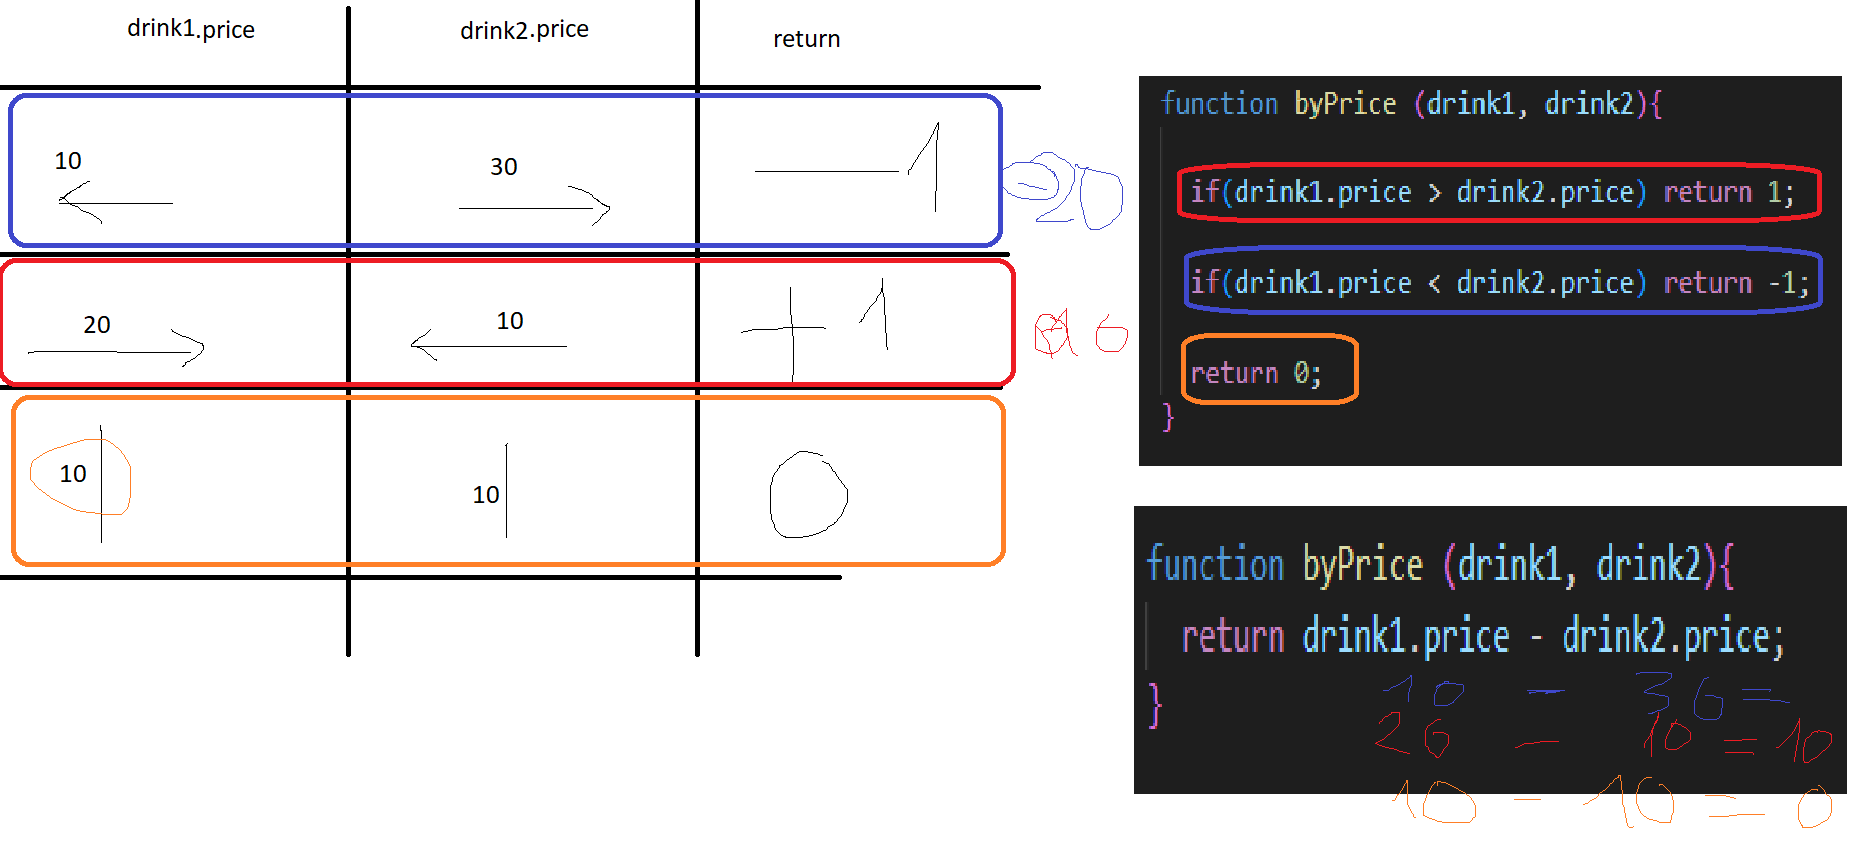 drink1.price drink2.price return
10 30 -1 -20
20 10 +1
10 10 0
function byPrice (drink1, drink2){
if(drink1.price > drink2.price) return 1;
if(drink1.price < drink2.price) return -1;
return 0;
}
function byPrice (drink1, drink2){
return drink1.price - drink2.price;
}
10 - 30 =
20 - 10 = 10
10 - 10 = 0